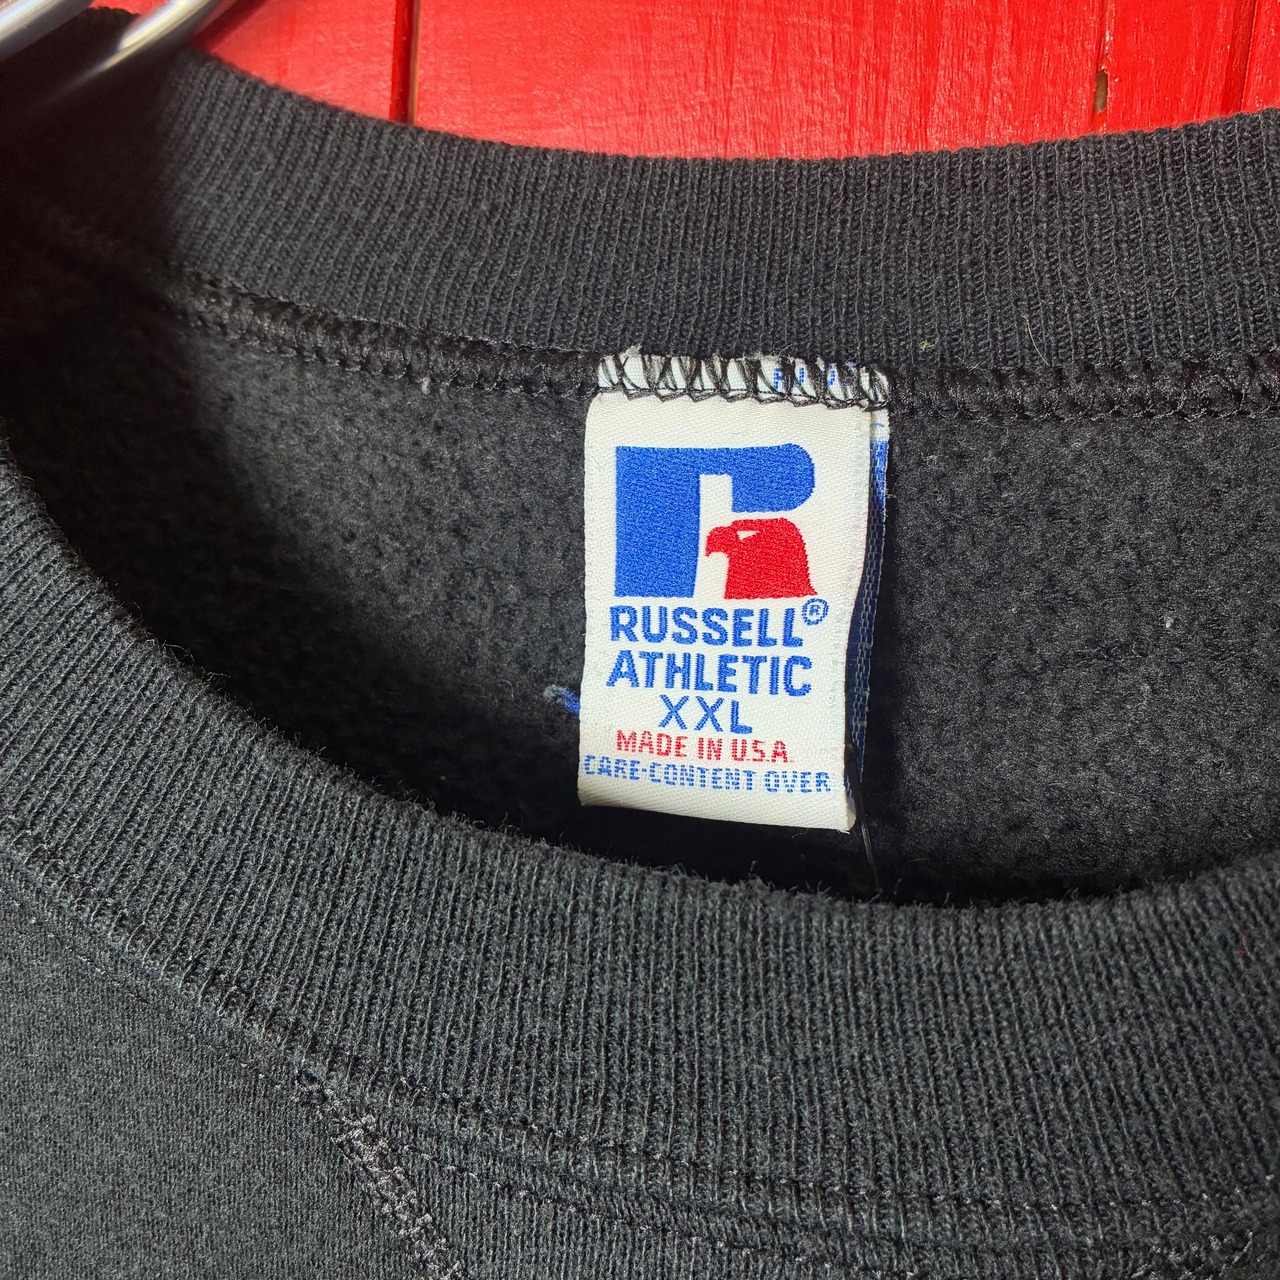 RUSSELL®
ATHLETIC
XXL
MADE IN U.S.A.
CARE-CONTENT OVER